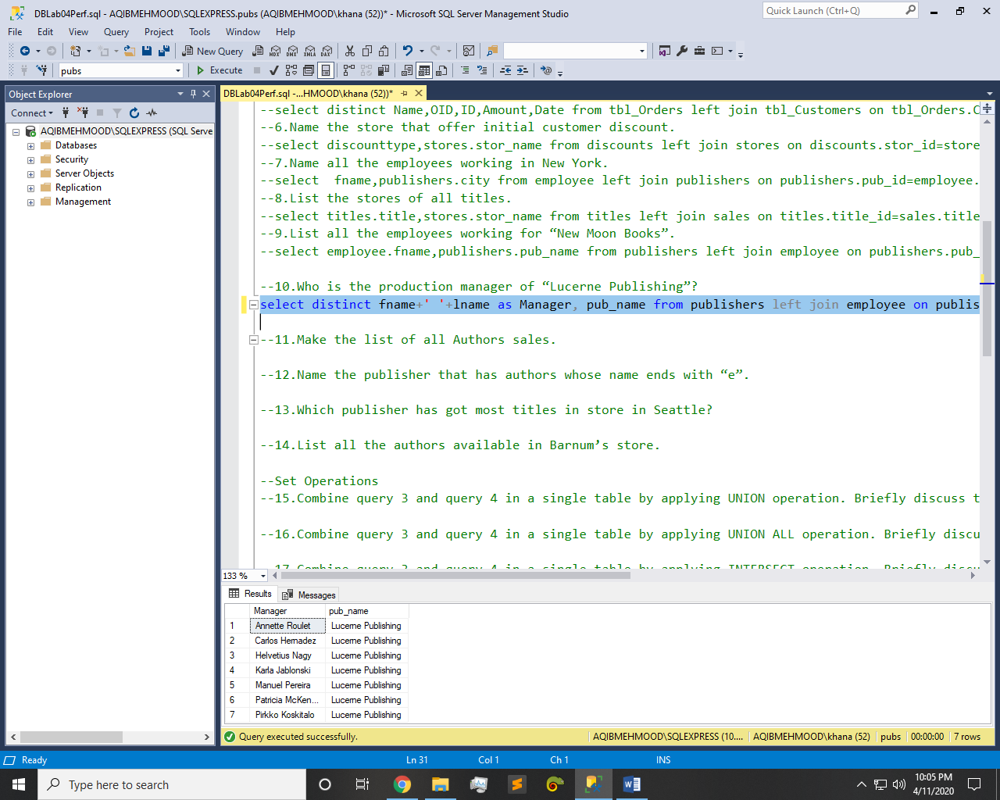 DBLab04Perf.sql - AQIBMEHMOOD\SQLEXPRESS.pubs (AQIBMEHMOOD\khana (52))* - Microsoft SQL Server Management Studio
Quick Launch (Ctrl+Q)
File Edit View Query Project Tools Window Help
New Query
MDX DMX XMLA DAX
pubs
Execute
Object Explorer
Connect
AQIBMEHMOOD\SQLEXPRESS (SQL Serve
Databases
Security
Server Objects
Replication
Management
DBLab04Perf.sql -...HMOOD\khana (52))*
--select distinct Name,OID,ID,Amount,Date from tbl_Orders left join tbl_Customers on tbl_Orders.C
--6.Name the store that offer initial customer discount.
--select discounttype,stores.stor_name from discounts left join stores on discounts.stor_id=store
--7.Name all the employees working in New York.
--select  fname,publishers.city from employee left join publishers on publishers.pub_id=employee.
--8.List the stores of all titles.
--select titles.title,stores.stor_name from titles left join sales on titles.title_id=sales.title
--9.List all the employees working for “New Moon Books”.
--select employee.fname,publishers.pub_name from publishers left join employee on publishers.pub_
--10.Who is the production manager of “Lucerne Publishing”?
select distinct fname+' '+lname as Manager, pub_name from publishers left join employee on publis
--11.Make the list of all Authors sales.
--12.Name the publisher that has authors whose name ends with “e”.
--13.Which publisher has got most titles in store in Seattle?
--14.List all the authors available in Barnum’s store.
--Set Operations
--15.Combine query 3 and query 4 in a single table by applying UNION operation. Briefly discuss t
--16.Combine query 3 and query 4 in a single table by applying UNION ALL operation. Briefly discu
--17.Combine query 3 and query 4 in a single table by applying INTERSECT operation. Briefly discu
133 %
Results Messages
Manager pub_name
1 Annette Roulet Lucerne Publishing
2 Carlos Hernadez Lucerne Publishing
3 Helvetius Nagy Lucerne Publishing
4 Karla Jablonski Lucerne Publishing
5 Manuel Pereira Lucerne Publishing
6 Patricia McKen... Lucerne Publishing
7 Pirkko Koskitalo Lucerne Publishing
Query executed successfully.
AQIBMEHMOOD\SQLEXPRESS (10.... AQIBMEHMOOD\khana (52) pubs 00:00:00 7 rows
Ready Ln 31 Col 1 Ch 1 INS
Type here to search
10:05 PM
4/11/2020